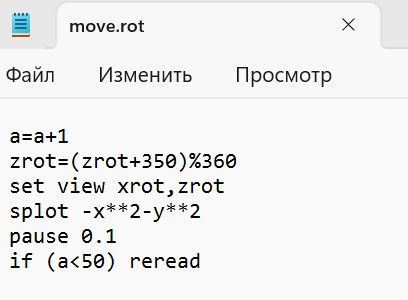 move.rot
Файл Изменить Просмотр
a=a+1
zrot=(zrot+350)%360
set view xrot,zrot
splot -x**2-y**2
pause 0.1
if (a<50) reread